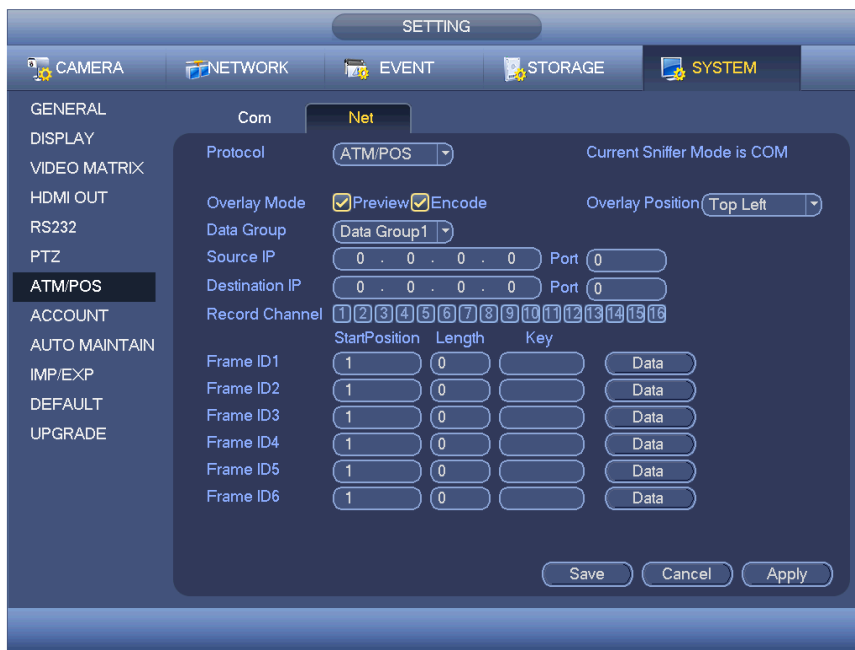 SETTING
CAMERA NETWORK EVENT STORAGE SYSTEM
GENERAL
DISPLAY
VIDEO MATRIX
HDMI OUT
RS232
PTZ
ATM/POS
ACCOUNT
AUTO MAINTAIN
IMP/EXP
DEFAULT
UPGRADE
Com Net
Protocol ATM/POS Current Sniffer Mode is COM
Overlay Mode Preview Encode Overlay Position Top Left
Data Group Data Group1
Source IP 0 . 0 . 0 . 0 Port 0
Destination IP 0 . 0 . 0 . 0 Port 0
Record Channel 1 2 3 4 5 6 7 8 9 10 11 12 13 14 15 16
StartPosition Length Key
Frame ID1 1 0 Data
Frame ID2 1 0 Data
Frame ID3 1 0 Data
Frame ID4 1 0 Data
Frame ID5 1 0 Data
Frame ID6 1 0 Data
Save Cancel Apply